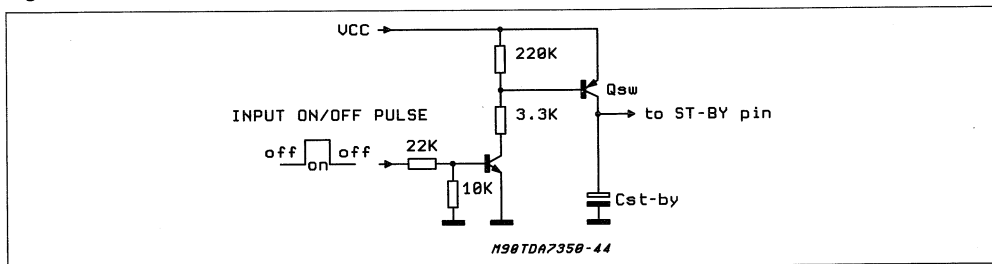 VCC
220K
Qsw
INPUT ON/OFF PULSE
3.3K
to ST-BY pin
off on off
22K
10K
Cst-by
M90TDA7350-44